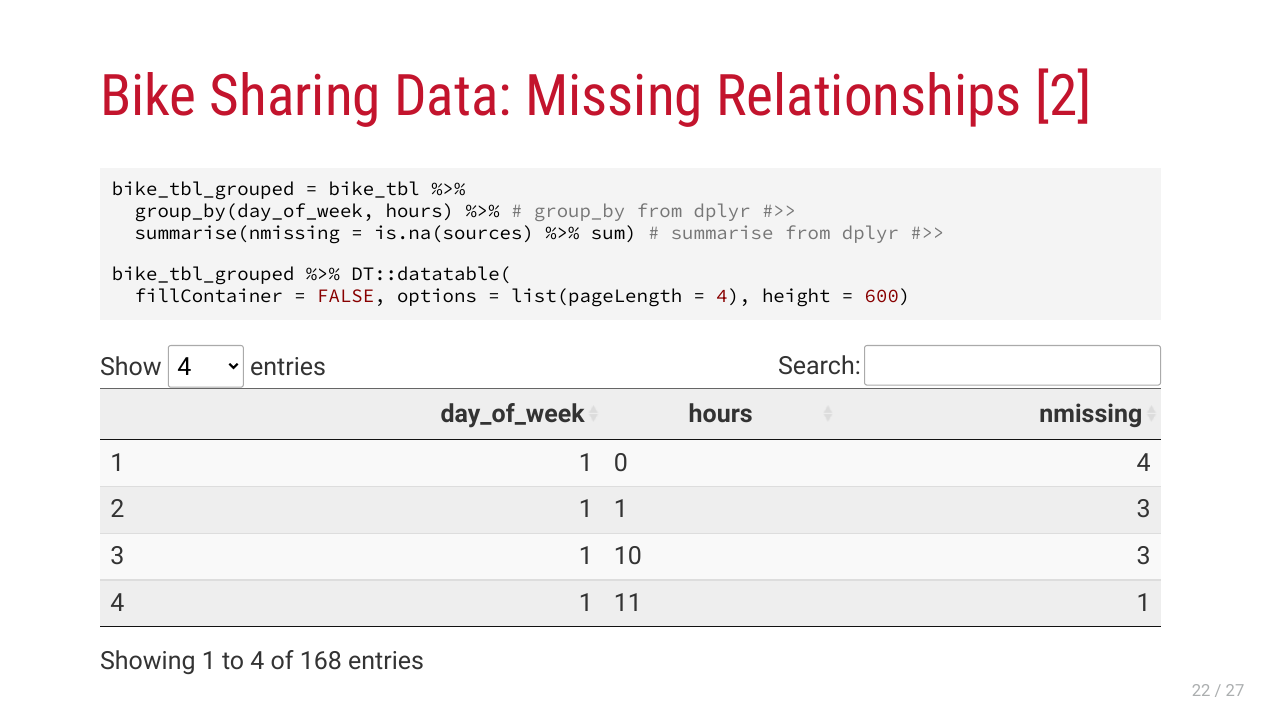 Bike Sharing Data: Missing Relationships [2]
bike_tbl_grouped = bike_tbl %>%
  group_by(day_of_week, hours) %>% # group_by from dplyr #>>
  summarise(nmissing = is.na(sources) %>% sum) # summarise from dplyr #>>
bike_tbl_grouped %>% DT::datatable(
  fillContainer = FALSE, options = list(pageLength = 4), height = 600)
Show 4 entries Search:
day_of_week hours nmissing
1 1 0 4
2 1 1 3
3 1 10 3
4 1 11 1
Showing 1 to 4 of 168 entries
22 / 27